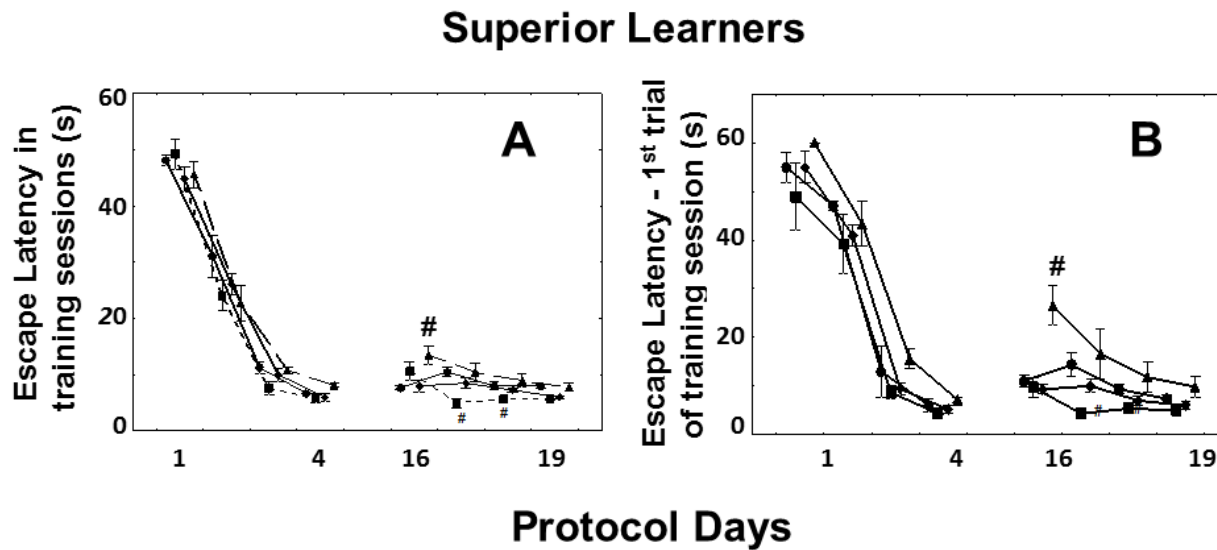 Superior Learners
Escape Latency in
training sessions (s)
60
40
20
0
A
#
#
#
1
4
16
19
Escape Latency - 1st trial
of training session (s)
60
40
20
0
B
#
#
#
1
4
16
19
Protocol Days